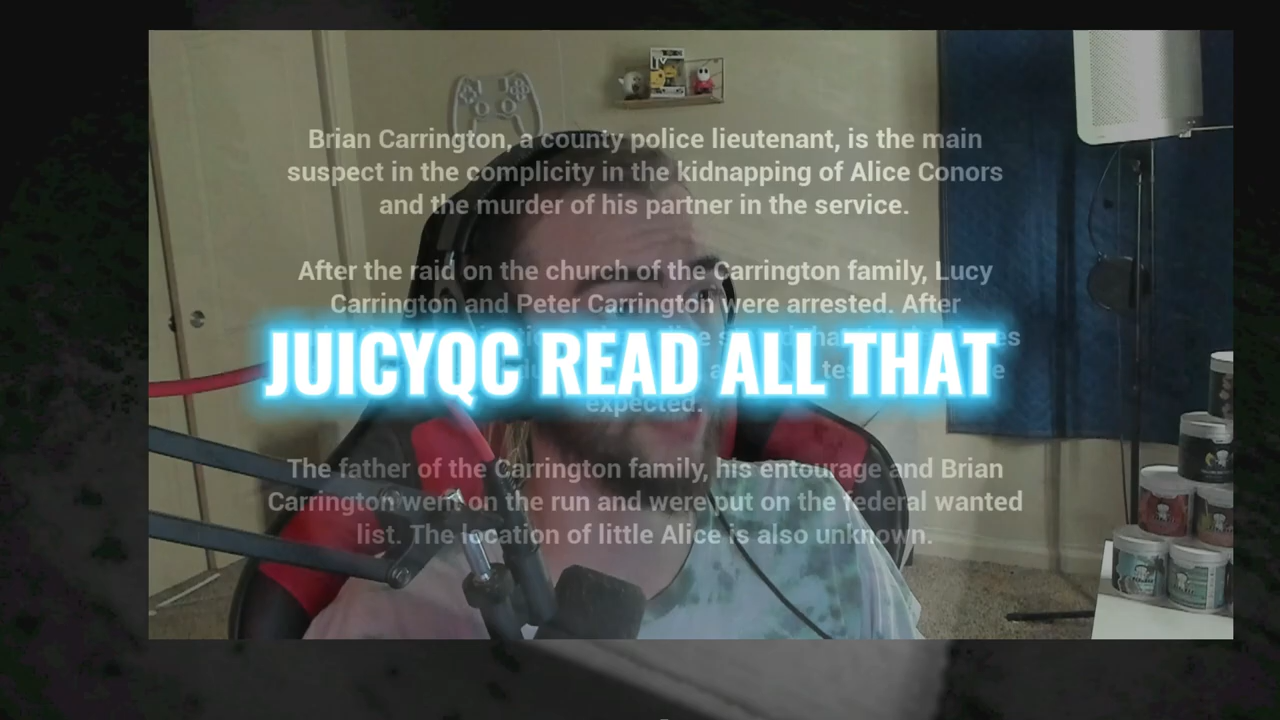 Brian Carrington, a county police lieutenant, is the main
suspect in the complicity in the kidnapping of Alice Conors
and the murder of his partner in the service.
After the raid on the church of the Carrington family, Lucy
Carrington and Peter Carrington were arrested. After
JUICYQC READ ALL THAT
expected.
The father of the Carrington family, his entourage and Brian
Carrington went on the run and were put on the federal wanted
list. The location of little Alice is also unknown.